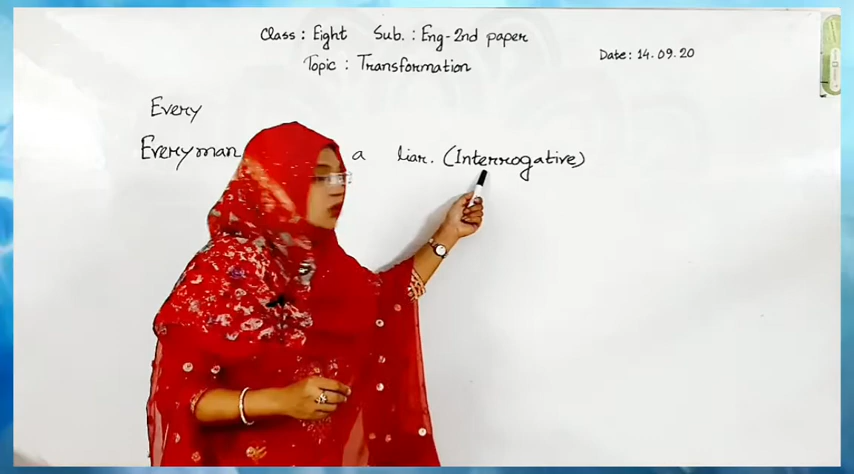 Class : Eight Sub. : Eng-2nd paper
Topic : Transformation
Date: 14.09.20
Every
Everyman a liar. (Interrogative)